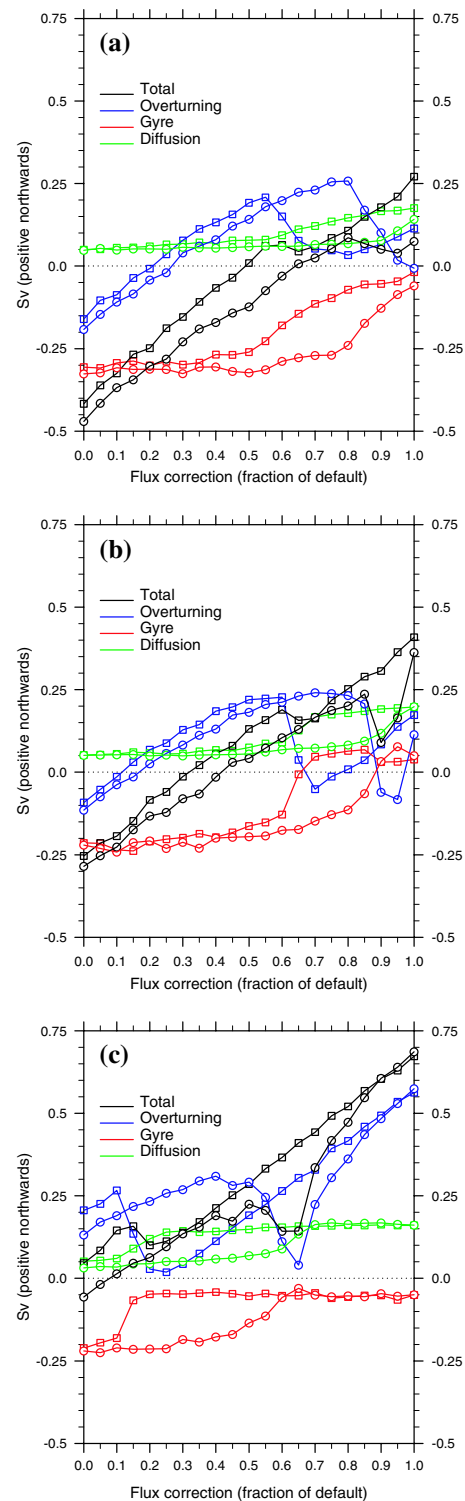 (a)
Total
Overturning
Gyre
Diffusion
Sv (positive northwards)
0.75 0.75
0.5 0.5
0.25 0.25
0.0 0.0
-0.25 -0.25
-0.5 -0.5
0.0 0.1 0.2 0.3 0.4 0.5 0.6 0.7 0.8 0.9 1.0
Flux correction (fraction of default)
(b)
Total
Overturning
Gyre
Diffusion
Sv (positive northwards)
0.75 0.75
0.5 0.5
0.25 0.25
0.0 0.0
-0.25 -0.25
-0.5 -0.5
0.0 0.1 0.2 0.3 0.4 0.5 0.6 0.7 0.8 0.9 1.0
Flux correction (fraction of default)
(c)
Total
Overturning
Gyre
Diffusion
Sv (positive northwards)
0.75 0.75
0.5 0.5
0.25 0.25
0.0 0.0
-0.25 -0.25
-0.5 -0.5
0.0 0.1 0.2 0.3 0.4 0.5 0.6 0.7 0.8 0.9 1.0
Flux correction (fraction of default)